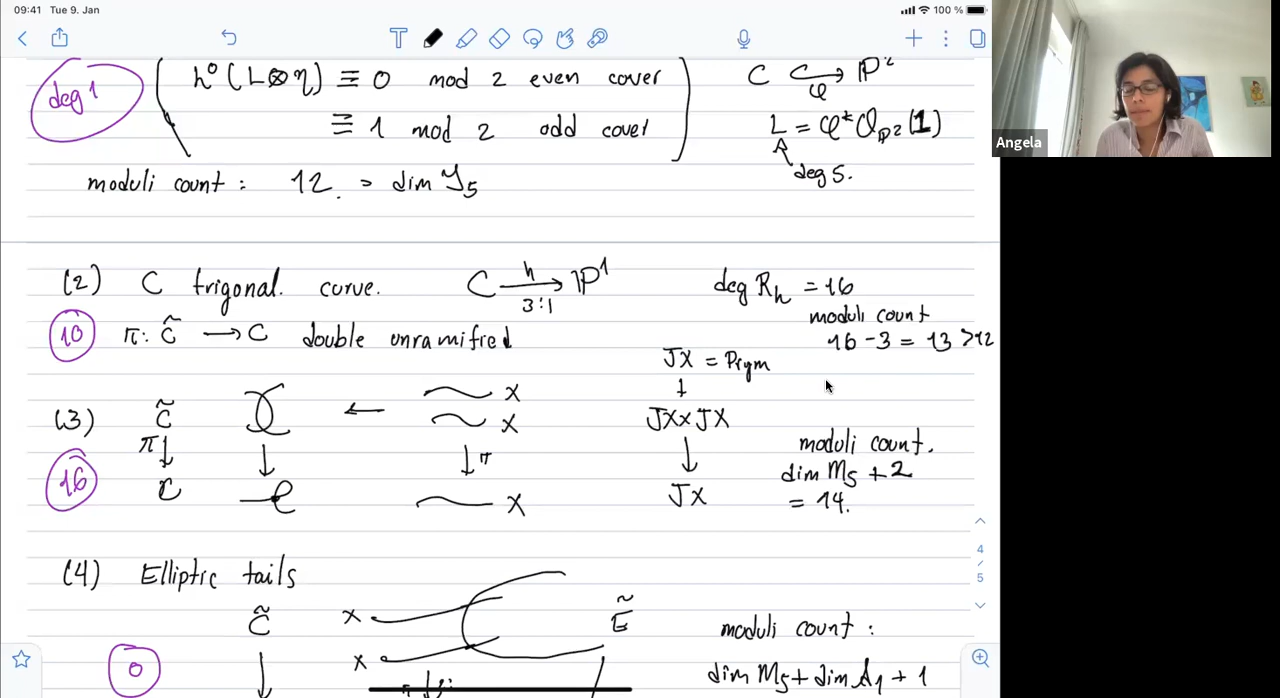 09:41 Tue 9. Jan
100 %
Angela
deg 1
h⁰(L⊗η) ≡ 0 mod 2 even cover
≡ 1 mod 2 odd cover
C ↪ P²
φ
L = φ*O_P²(1)
deg 5.
moduli count : 12. = dim 𝒥₅
(2) C trigonal. curve. C → P¹
h
3:1
deg R_h = 16
moduli count
16 - 3 = 13 > 12
10
π: C̃ → C double unramified
JX = Prym
↓
JX x JX
↓
JX
(3) C̃ ← X
X
π↓ ↓ ↓π
C X
16
moduli count.
dim M₅ + 2
= 14.
4
/
5
(4) Elliptic tails
C̃ X Ẽ
X
0
moduli count :
dim M₅ + dim A₁ + 1